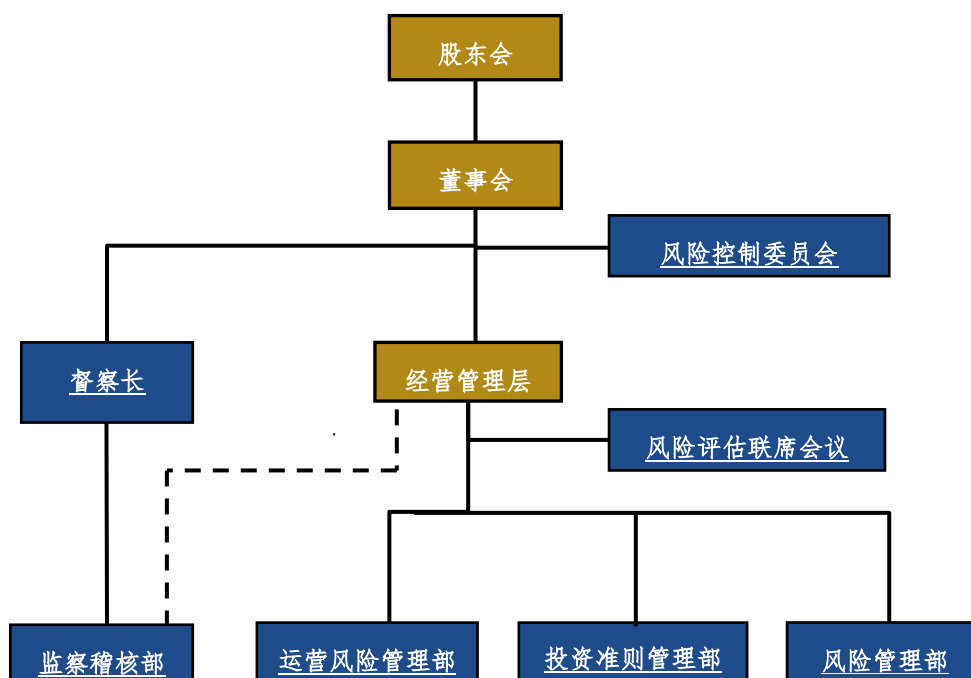 股东会
董事会
风险控制委员会
督察长
经营管理层
风险评估联席会议
监察稽核部
运营风险管理部
投资准则管理部
风险管理部